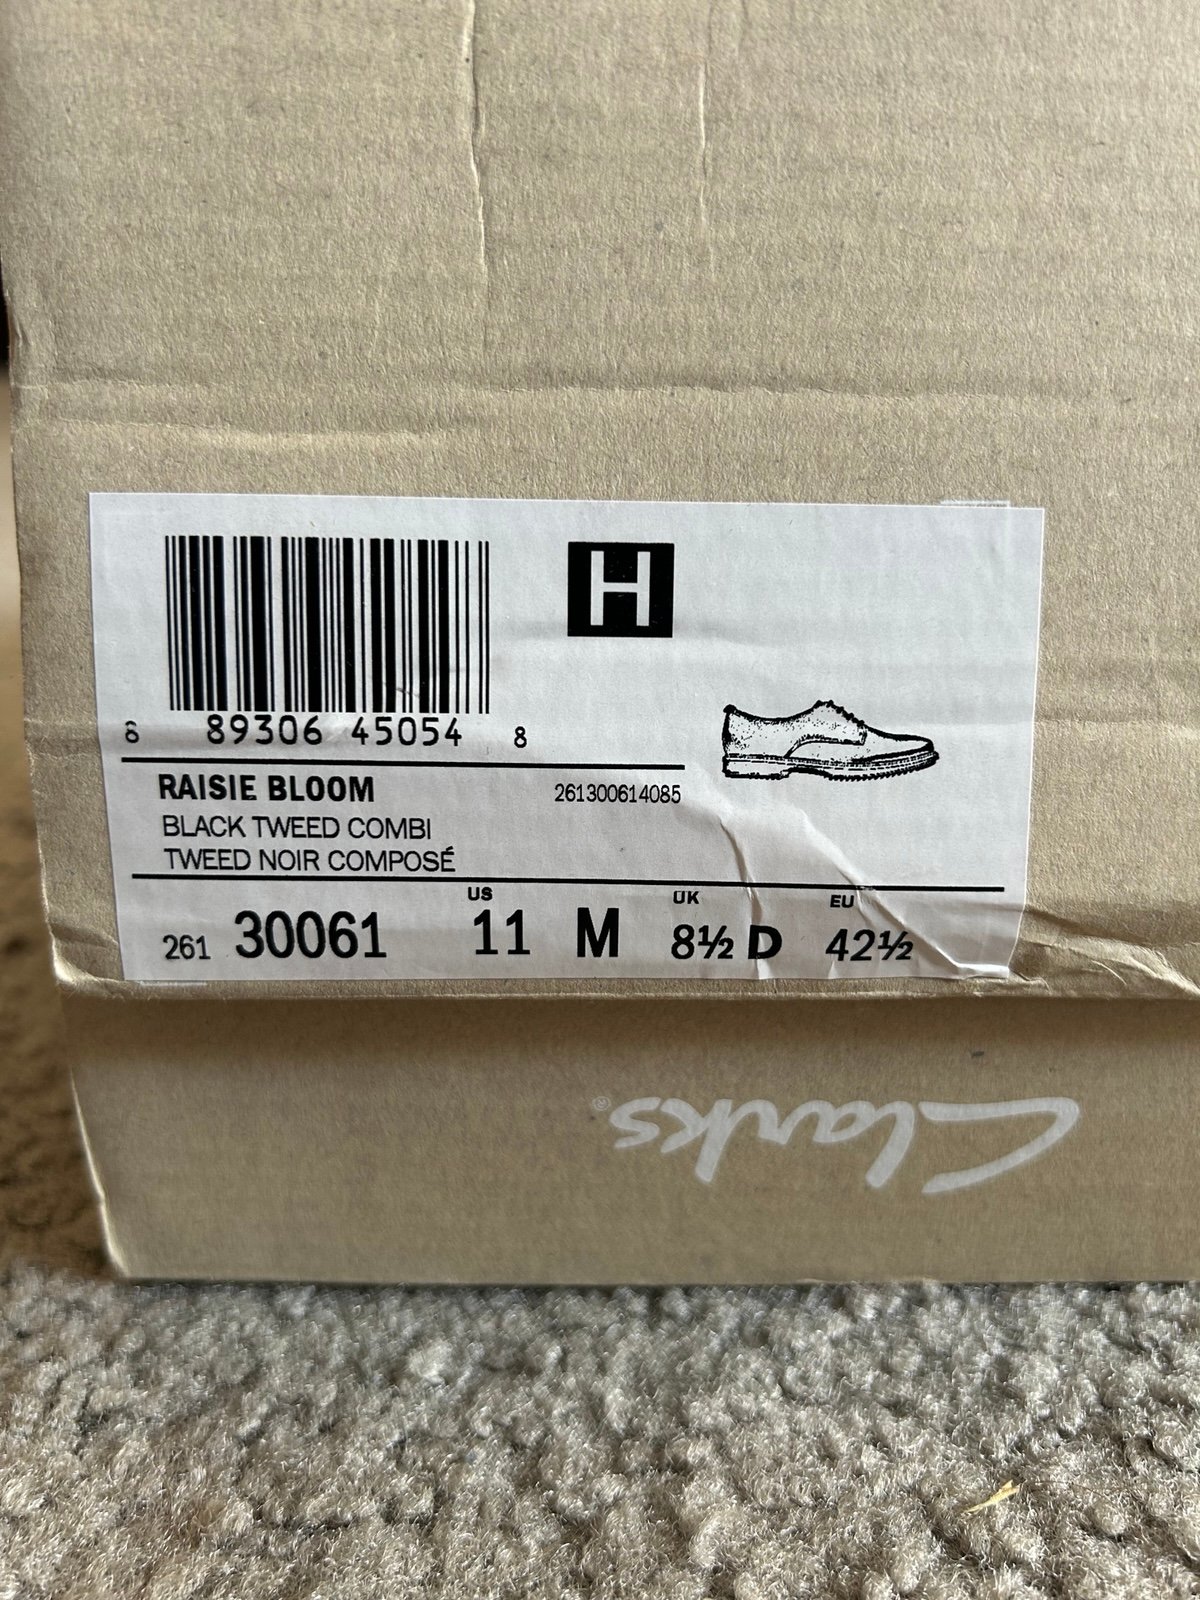 H
6 89306 45054 8
RAISIE BLOOM 261300614085
BLACK TWEED COMBI
TWEED NOIR COMPOSÉ
US UK EU
261 30061 11 M 8½ D 42½
Clarks®